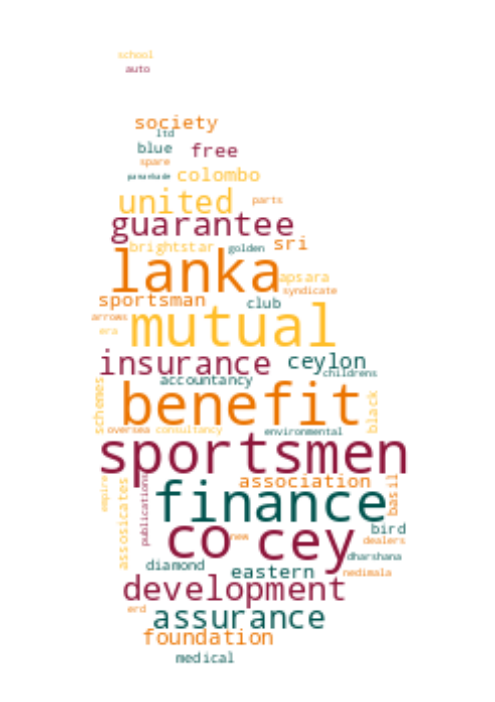 school
auto
society
ltd
blue free
spare
colombo
united parts
guarantee
brightstar golden sri
lanka apsara
syndicate
sportsman club
arrows
mutual
era
insurance ceylon
childrens
accountancy
schemes benefit black
oversea consultancy environmental
sportsmen
empire publications association basil
assosicates finance
bird
co new cey dealers
dharshana
diamond eastern nedimala
development
erd assurance
foundation
medical